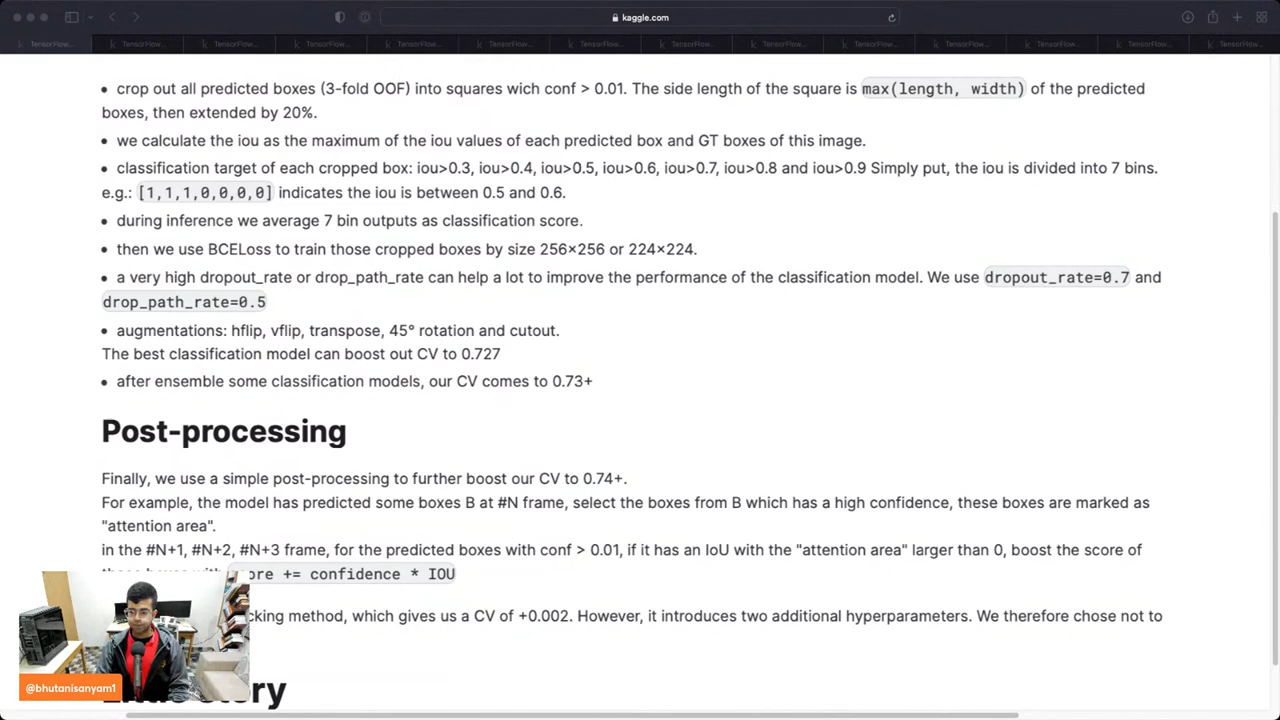 kaggle.com
TensorFlow... TensorFlow... TensorFlow... TensorFlow... TensorFlow... TensorFlow... TensorFlow... TensorFlow... TensorFlow... TensorFlow... TensorFlow... TensorFlow... TensorFlow... TensorFlow...
• crop out all predicted boxes (3-fold OOF) into squares wich conf > 0.01. The side length of the square is max(length, width) of the predicted
boxes, then extended by 20%.
• we calculate the iou as the maximum of the iou values of each predicted box and GT boxes of this image.
• classification target of each cropped box: iou>0.3, iou>0.4, iou>0.5, iou>0.6, iou>0.7, iou>0.8 and iou>0.9 Simply put, the iou is divided into 7 bins.
e.g.: [1,1,1,0,0,0,0] indicates the iou is between 0.5 and 0.6.
• during inference we average 7 bin outputs as classification score.
• then we use BCELoss to train those cropped boxes by size 256×256 or 224×224.
• a very high dropout_rate or drop_path_rate can help a lot to improve the performance of the classification model. We use dropout_rate=0.7 and
drop_path_rate=0.5
• augmentations: hflip, vflip, transpose, 45° rotation and cutout.
The best classification model can boost out CV to 0.727
• after ensemble some classification models, our CV comes to 0.73+
Post-processing
Finally, we use a simple post-processing to further boost our CV to 0.74+.
For example, the model has predicted some boxes B at #N frame, select the boxes from B which has a high confidence, these boxes are marked as
"attention area".
in the #N+1, #N+2, #N+3 frame, for the predicted boxes with conf > 0.01, if it has an IoU with the "attention area" larger than 0, boost the score of
+= confidence * IOU
method, which gives us a CV of +0.002. However, it introduces two additional hyperparameters. We therefore chose not to
@bhutanisanyam1